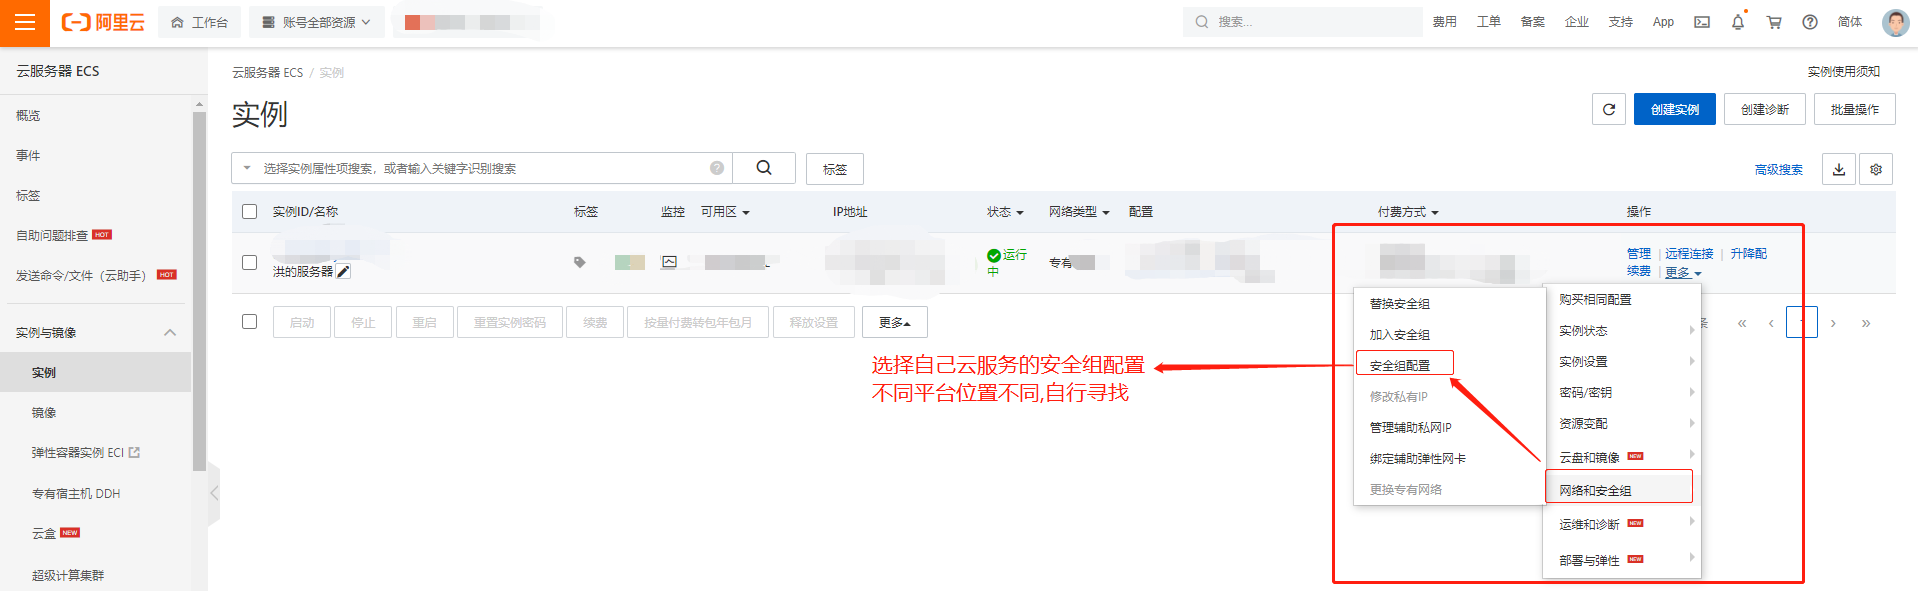 阿里云
工作台
账号全部资源
搜索...
费用
工单
备案
企业
支持
App
简体
云服务器 ECS
概览
事件
标签
自助问题排查 HOT
发送命令/文件（云助手） HOT
实例与镜像
实例
镜像
弹性容器实例 ECI
专有宿主机 DDH
云盒 NEW
超级计算集群
云服务器 ECS / 实例
实例使用须知
实例
创建实例
创建诊断
批量操作
选择实例属性项搜索，或者输入关键字识别搜索
标签
高级搜索
实例ID/名称
标签
监控
可用区
IP地址
状态
网络类型
配置
付费方式
操作
洪的服务器
运行中
专有
管理 | 远程连接 | 升降配
续费 | 更多
启动
停止
重启
重置实例密码
续费
按量付费转包年包月
释放设置
更多
条 « ‹ 1 › »
替换安全组
加入安全组
安全组配置
修改私有IP
管理辅助私网IP
绑定辅助弹性网卡
更换专有网络
购买相同配置
实例状态
实例设置
密码/密钥
资源变配
云盘和镜像 NEW
网络和安全组
运维和诊断 NEW
部署与弹性 NEW
选择自己云服务的安全组配置
不同平台位置不同,自行寻找